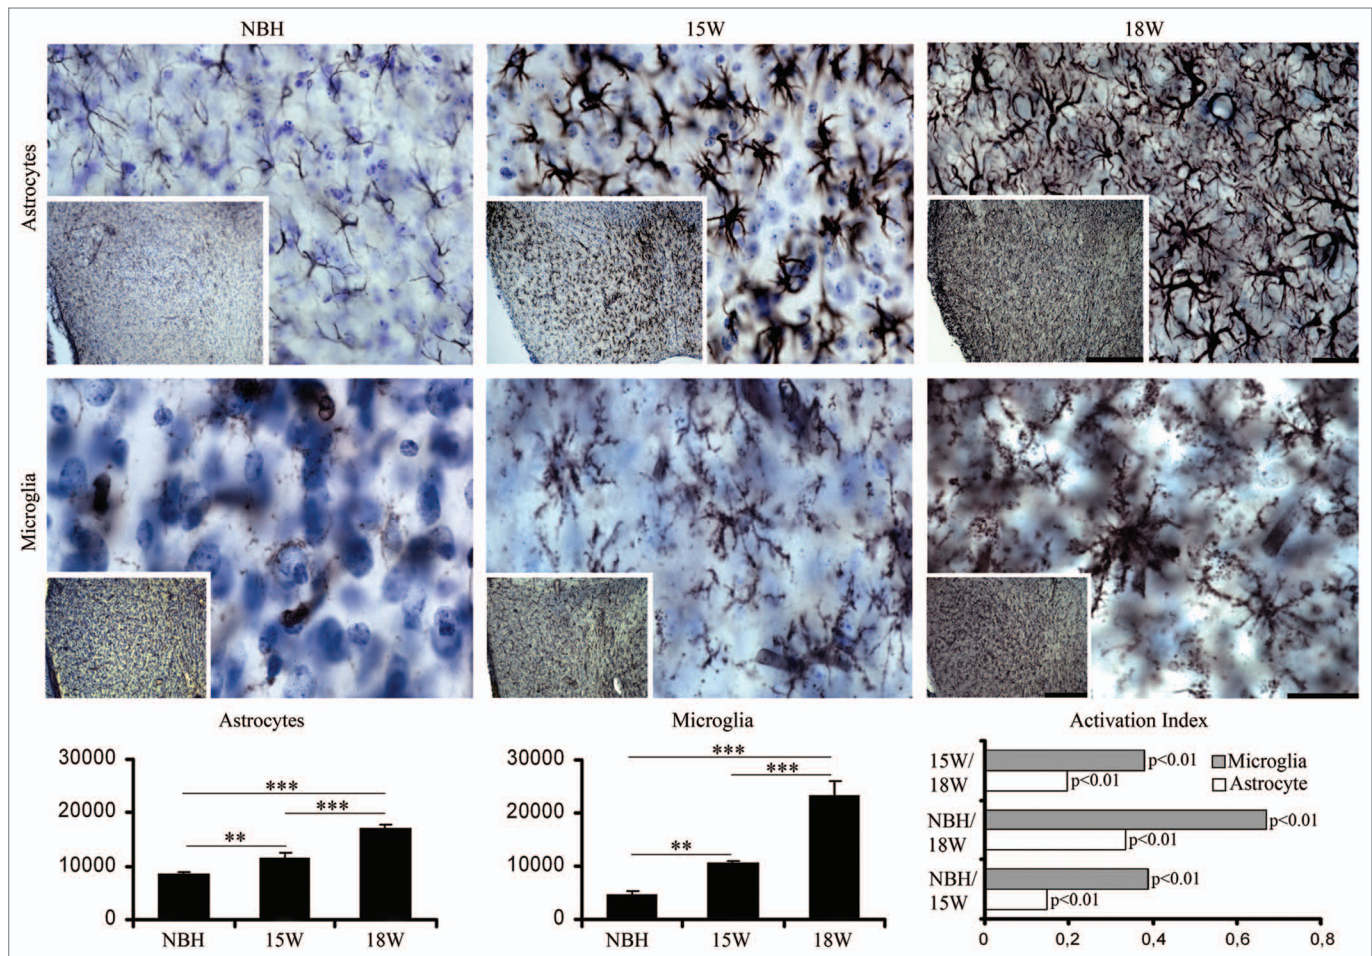 NBH 15W 18W
Astrocytes
Microglia
Astrocytes
30000
20000
10000
0
***
***
**
NBH 15W 18W
Microglia
30000
20000
10000
0
***
***
**
NBH 15W 18W
Activation Index
15W/
18W
NBH/
18W
NBH/
15W
p<0.01
p<0.01
p<0.01
p<0.01
p<0.01
p<0.01
Microglia
Astrocyte
0 0,2 0,4 0,6 0,8